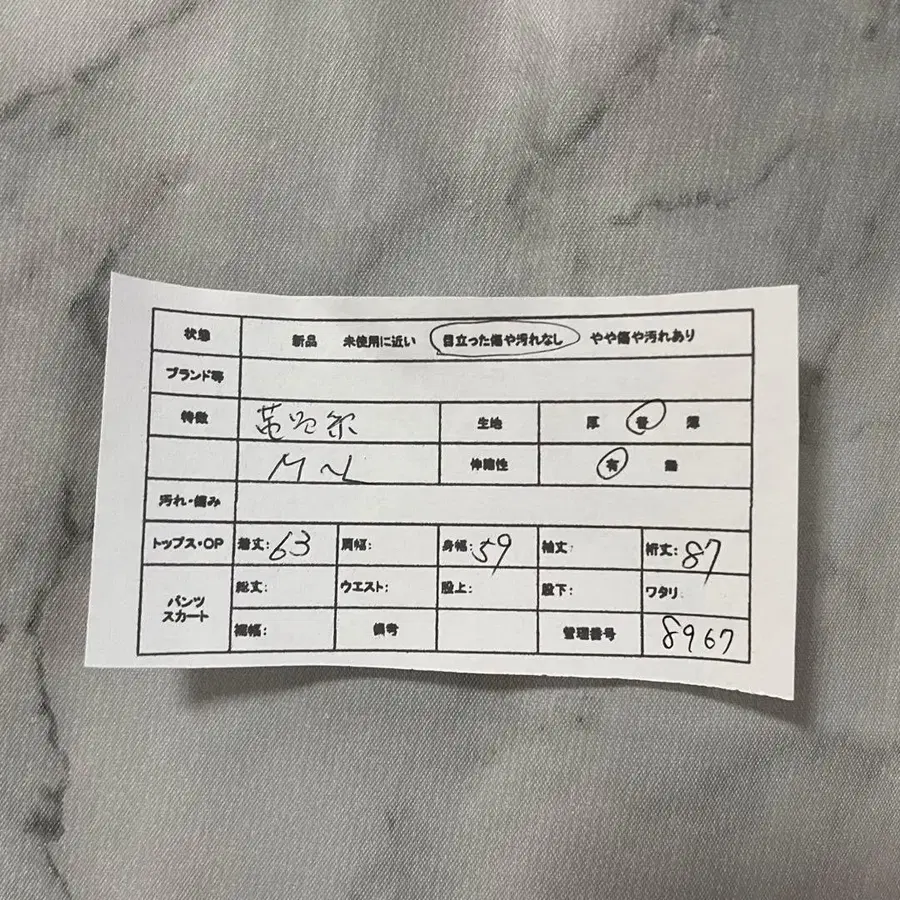 状態 新品 未使用に近い 目立った傷や汚れなし やや傷や汚れあり
ブランド等
特徴 生地 厚 普 薄
M〜L 伸縮性 有 無
汚れ・傷み
トップス・OP 着丈:63 肩幅: 身幅:59 袖丈: 裄丈:87
パンツ スカート 総丈: ウエスト: 股上: 股下: ワタリ:
裾幅: 備考 管理番号 8967